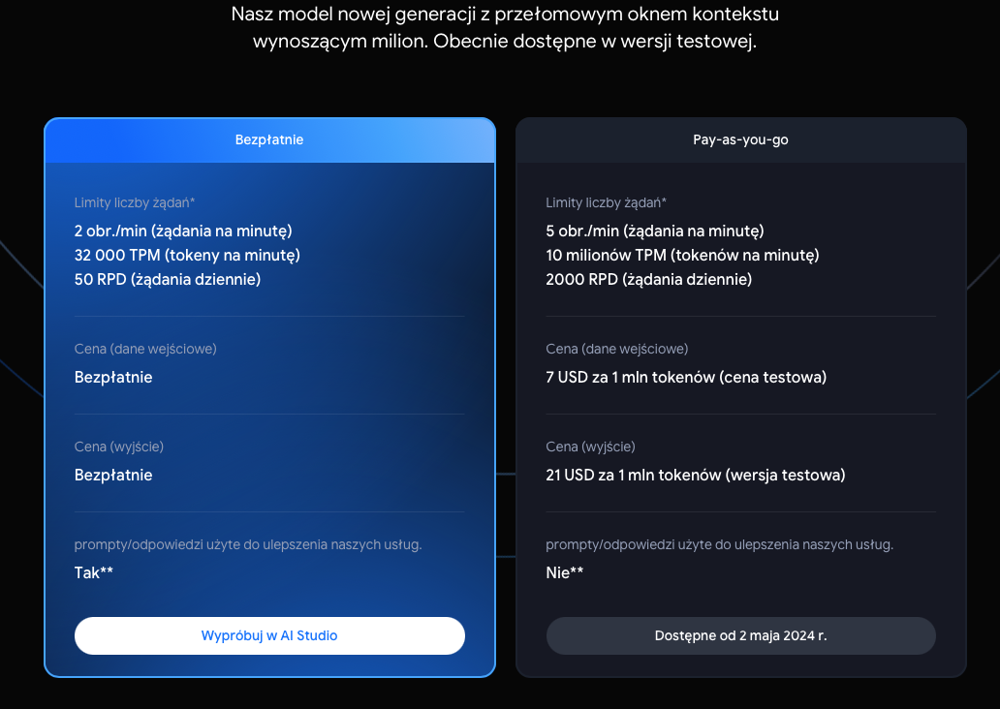 Nasz model nowej generacji z przełomowym oknem kontekstu
wynoszącym milion. Obecnie dostępne w wersji testowej.
Bezpłatnie
Limity liczby żądań*
2 obr./min (żądania na minutę)
32 000 TPM (tokeny na minutę)
50 RPD (żądania dziennie)
Cena (dane wejściowe)
Bezpłatnie
Cena (wyjście)
Bezpłatnie
prompty/odpowiedzi użyte do ulepszenia naszych usług.
Tak**
Wypróbuj w AI Studio
Pay-as-you-go
Limity liczby żądań*
5 obr./min (żądania na minutę)
10 milionów TPM (tokenów na minutę)
2000 RPD (żądania dziennie)
Cena (dane wejściowe)
7 USD za 1 mln tokenów (cena testowa)
Cena (wyjście)
21 USD za 1 mln tokenów (wersja testowa)
prompty/odpowiedzi użyte do ulepszenia naszych usług.
Nie**
Dostępne od 2 maja 2024 r.